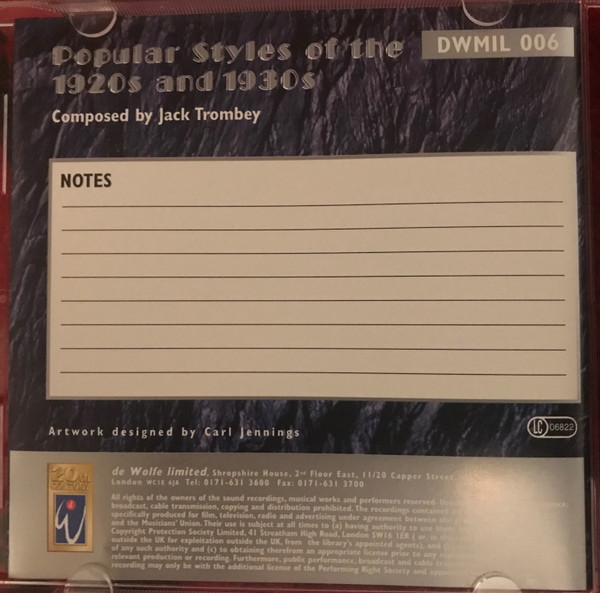 Popular Styles of the
1920s and 1930s
DWMIL 006
Composed by Jack Trombey
NOTES
Artwork designed by Carl Jennings
LC 06822
de Wolfe limited, Shropshire House, 2nd Floor East, 11/20 Capper Street,
London WC1E 6JA Tel: 0171-631 3600 Fax: 0171-631 3700
All rights of the owners of the sound recordings, musical works and performers reserved.
broadcast, cable transmission, copying and distribution prohibited. The recordings contained
specifically produced for film, television, radio and advertising under agreement between the
and the Musicians' Union. Their use is subject at all times to (a) having authority to use
Copyright Protection Society Limited, 41 Streatham High Road, London SW16 1ER ( or, in
outside the UK for exploitation outside the UK, from the library's appointed agents), and
of any such authority and (c) to obtaining therefrom an appropriate license prior to any
relevant production or recording. Furthermore, public performance, broadcast and cable
recording may only be with the additional license of the Performing Right Society and